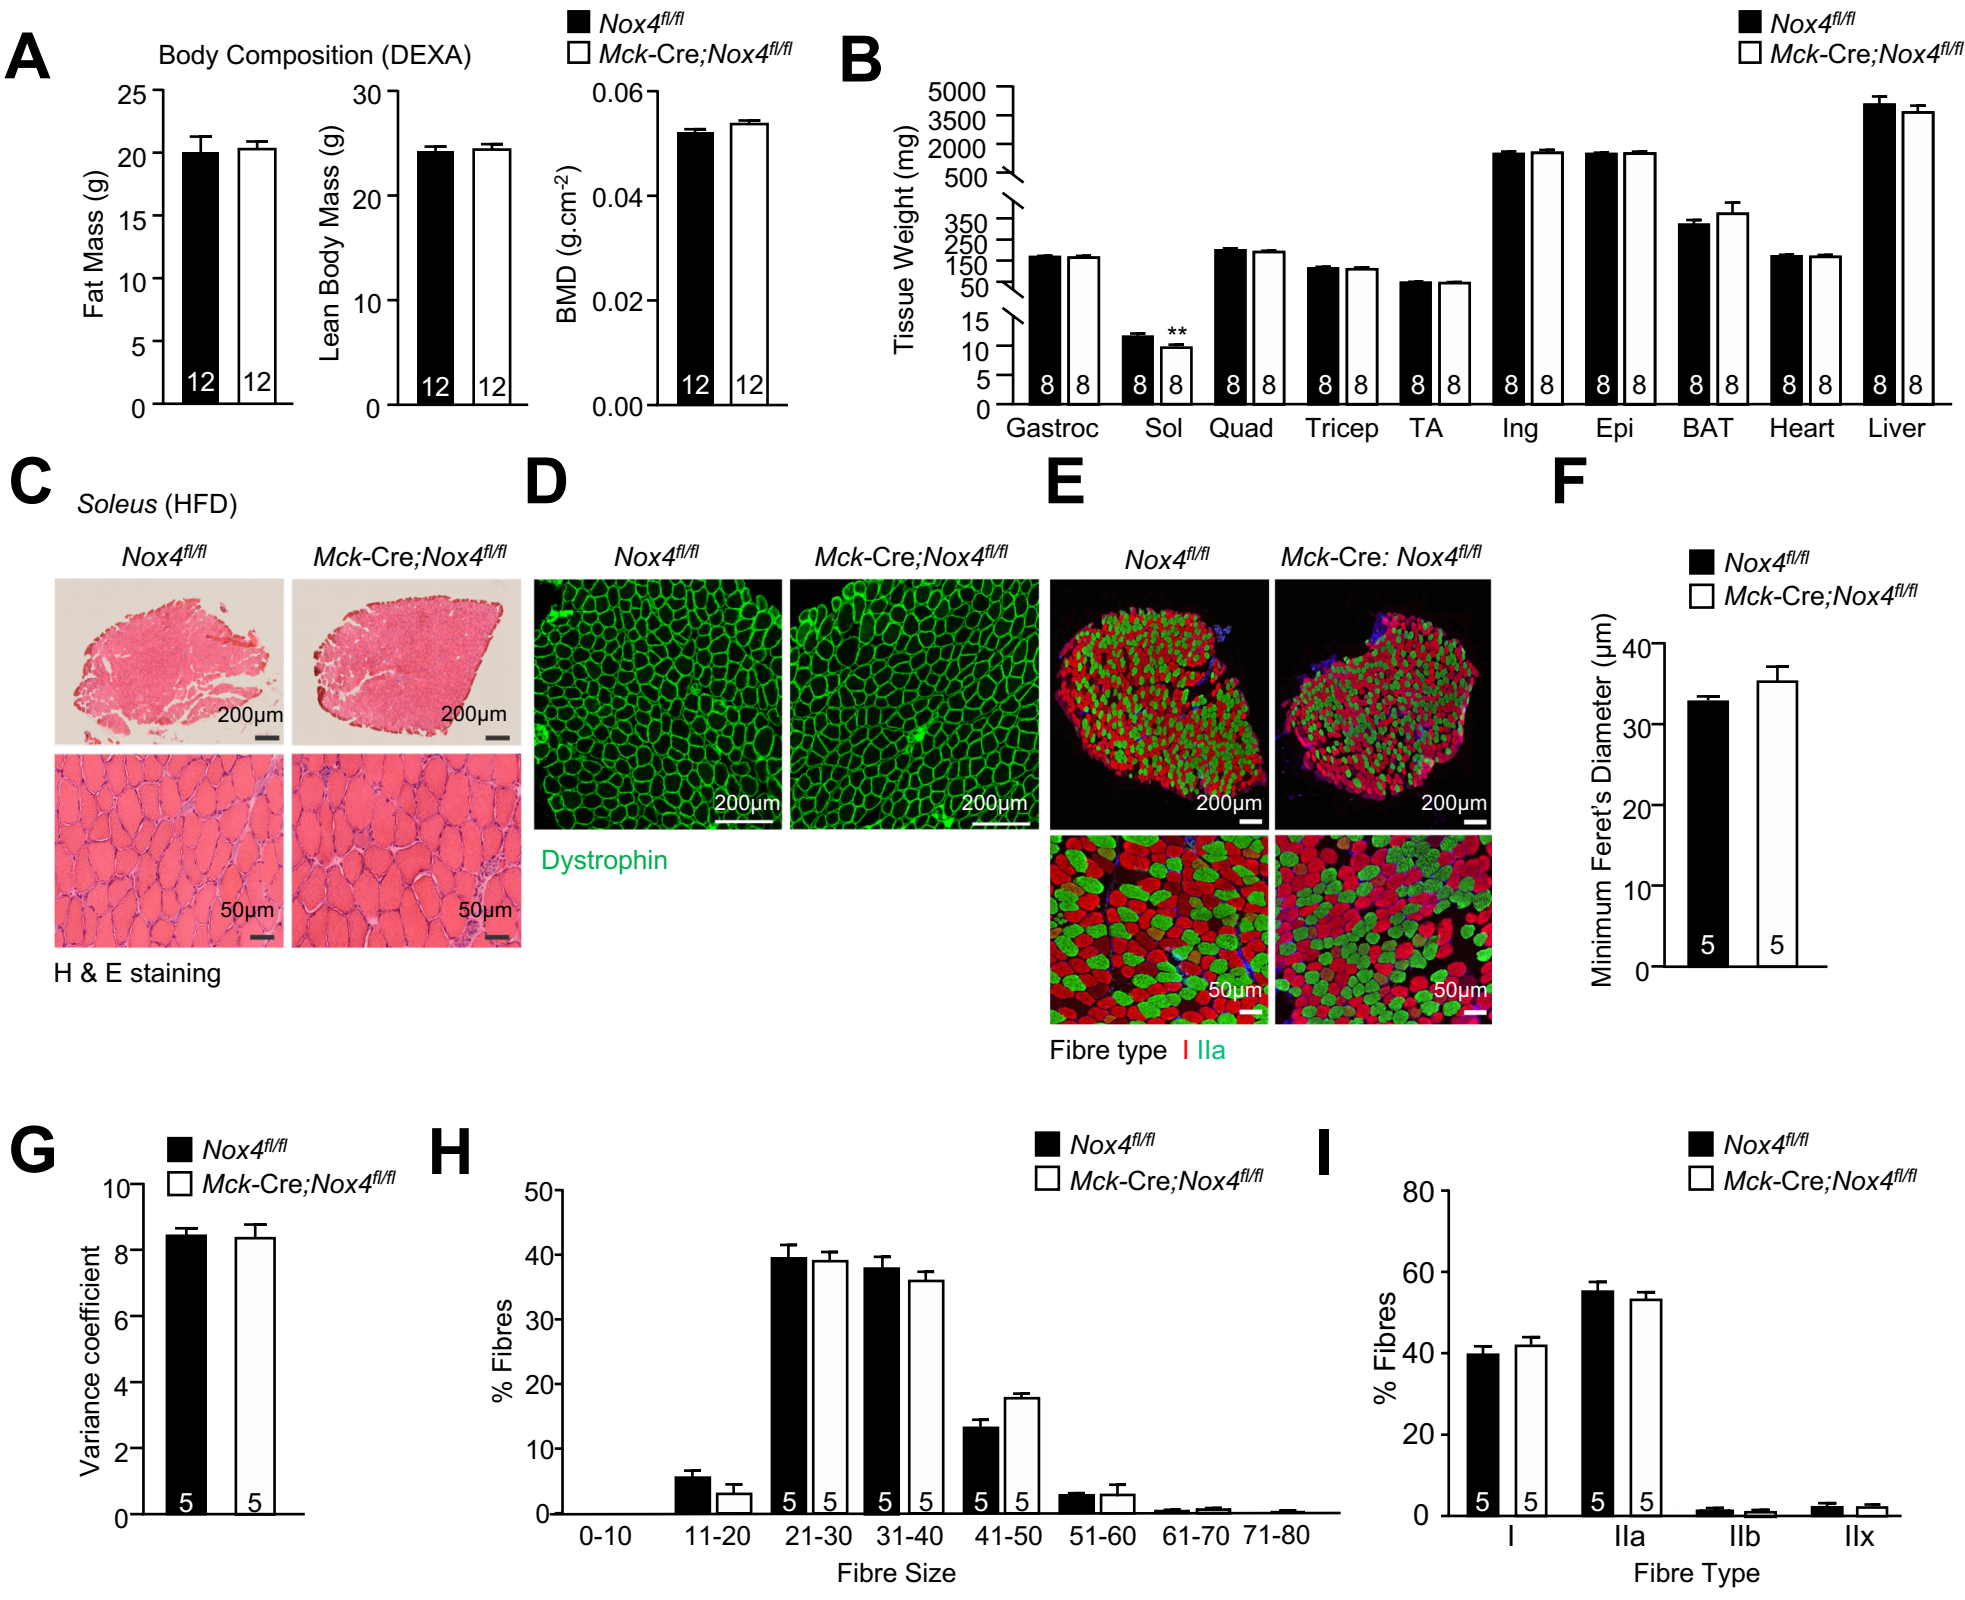 A
Body Composition (DEXA)
Nox4fl/fl
Mck-Cre;Nox4fl/fl
Fat Mass (g)
25
20
15
10
5
0
12
12
Lean Body Mass (g)
30
20
10
0
12
12
BMD (g.cm-2)
0.06
0.04
0.02
0.00
12
12
B
Nox4fl/fl
Mck-Cre;Nox4fl/fl
Tissue Weight (mg)
5000
3500
2000
500
350
250
150
50
15
10
5
0
**
8 8 8 8 8 8 8 8 8 8 8 8 8 8 8 8 8 8 8 8
Gastroc Sol Quad Tricep TA Ing Epi BAT Heart Liver
C
Soleus (HFD)
Nox4fl/fl
Mck-Cre;Nox4fl/fl
200µm
200µm
50µm
50µm
H & E staining
D
Nox4fl/fl
Mck-Cre;Nox4fl/fl
200µm
200µm
Dystrophin
E
Nox4fl/fl
Mck-Cre: Nox4fl/fl
200µm
200µm
50µm
50µm
Fibre type I IIa
F
Nox4fl/fl
Mck-Cre;Nox4fl/fl
Minimum Feret's Diameter (µm)
40
30
20
10
0
5
5
G
Nox4fl/fl
Mck-Cre;Nox4fl/fl
Variance coefficient
10
8
6
4
2
0
5
5
H
Nox4fl/fl
Mck-Cre;Nox4fl/fl
% Fibres
50
40
30
20
10
0
5 5 5 5 5 5
0-10 11-20 21-30 31-40 41-50 51-60 61-70 71-80
Fibre Size
I
Nox4fl/fl
Mck-Cre;Nox4fl/fl
% Fibres
80
60
40
20
0
5 5 5 5
I IIa IIb IIx
Fibre Type